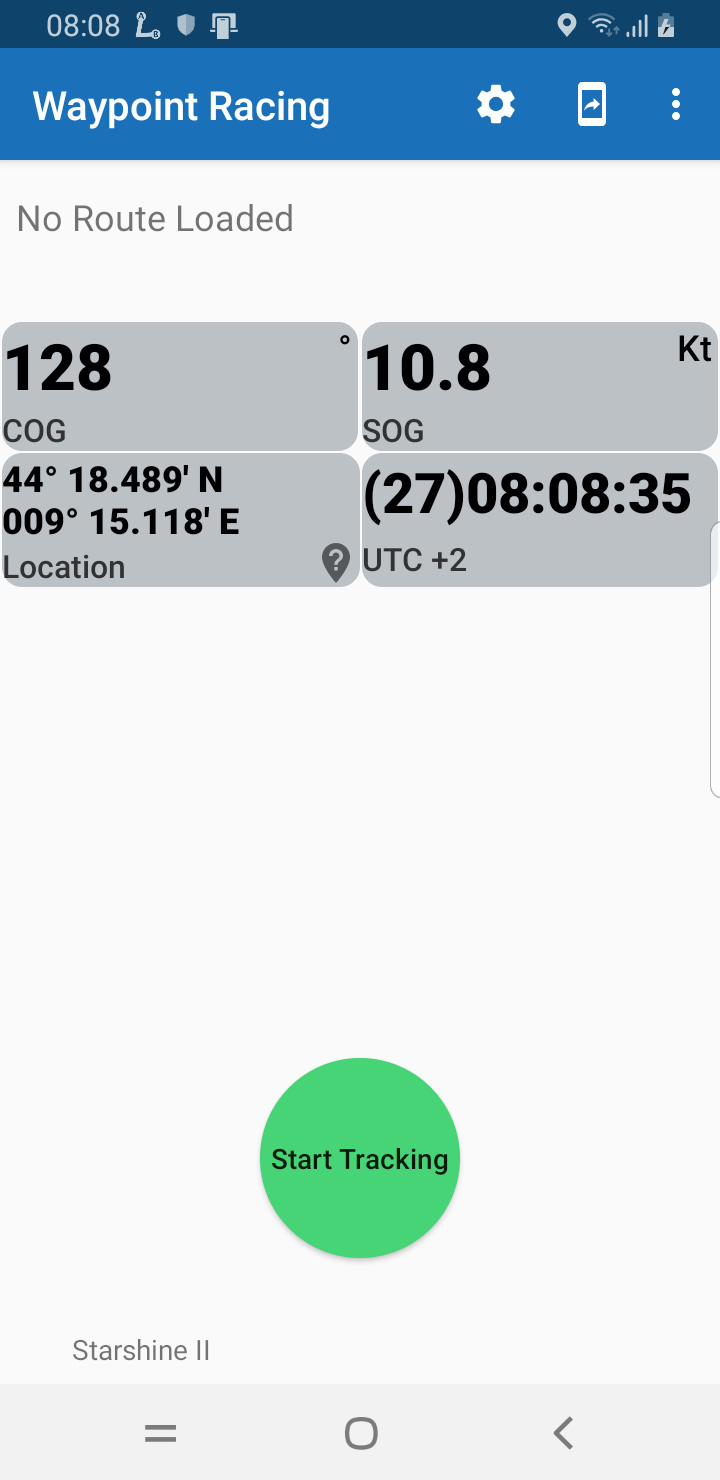 08:08
Waypoint Racing
No Route Loaded
128 °
COG
10.8 Kt
SOG
44° 18.489' N
009° 15.118' E
Location
(27)08:08:35
UTC +2
Start Tracking
Starshine II